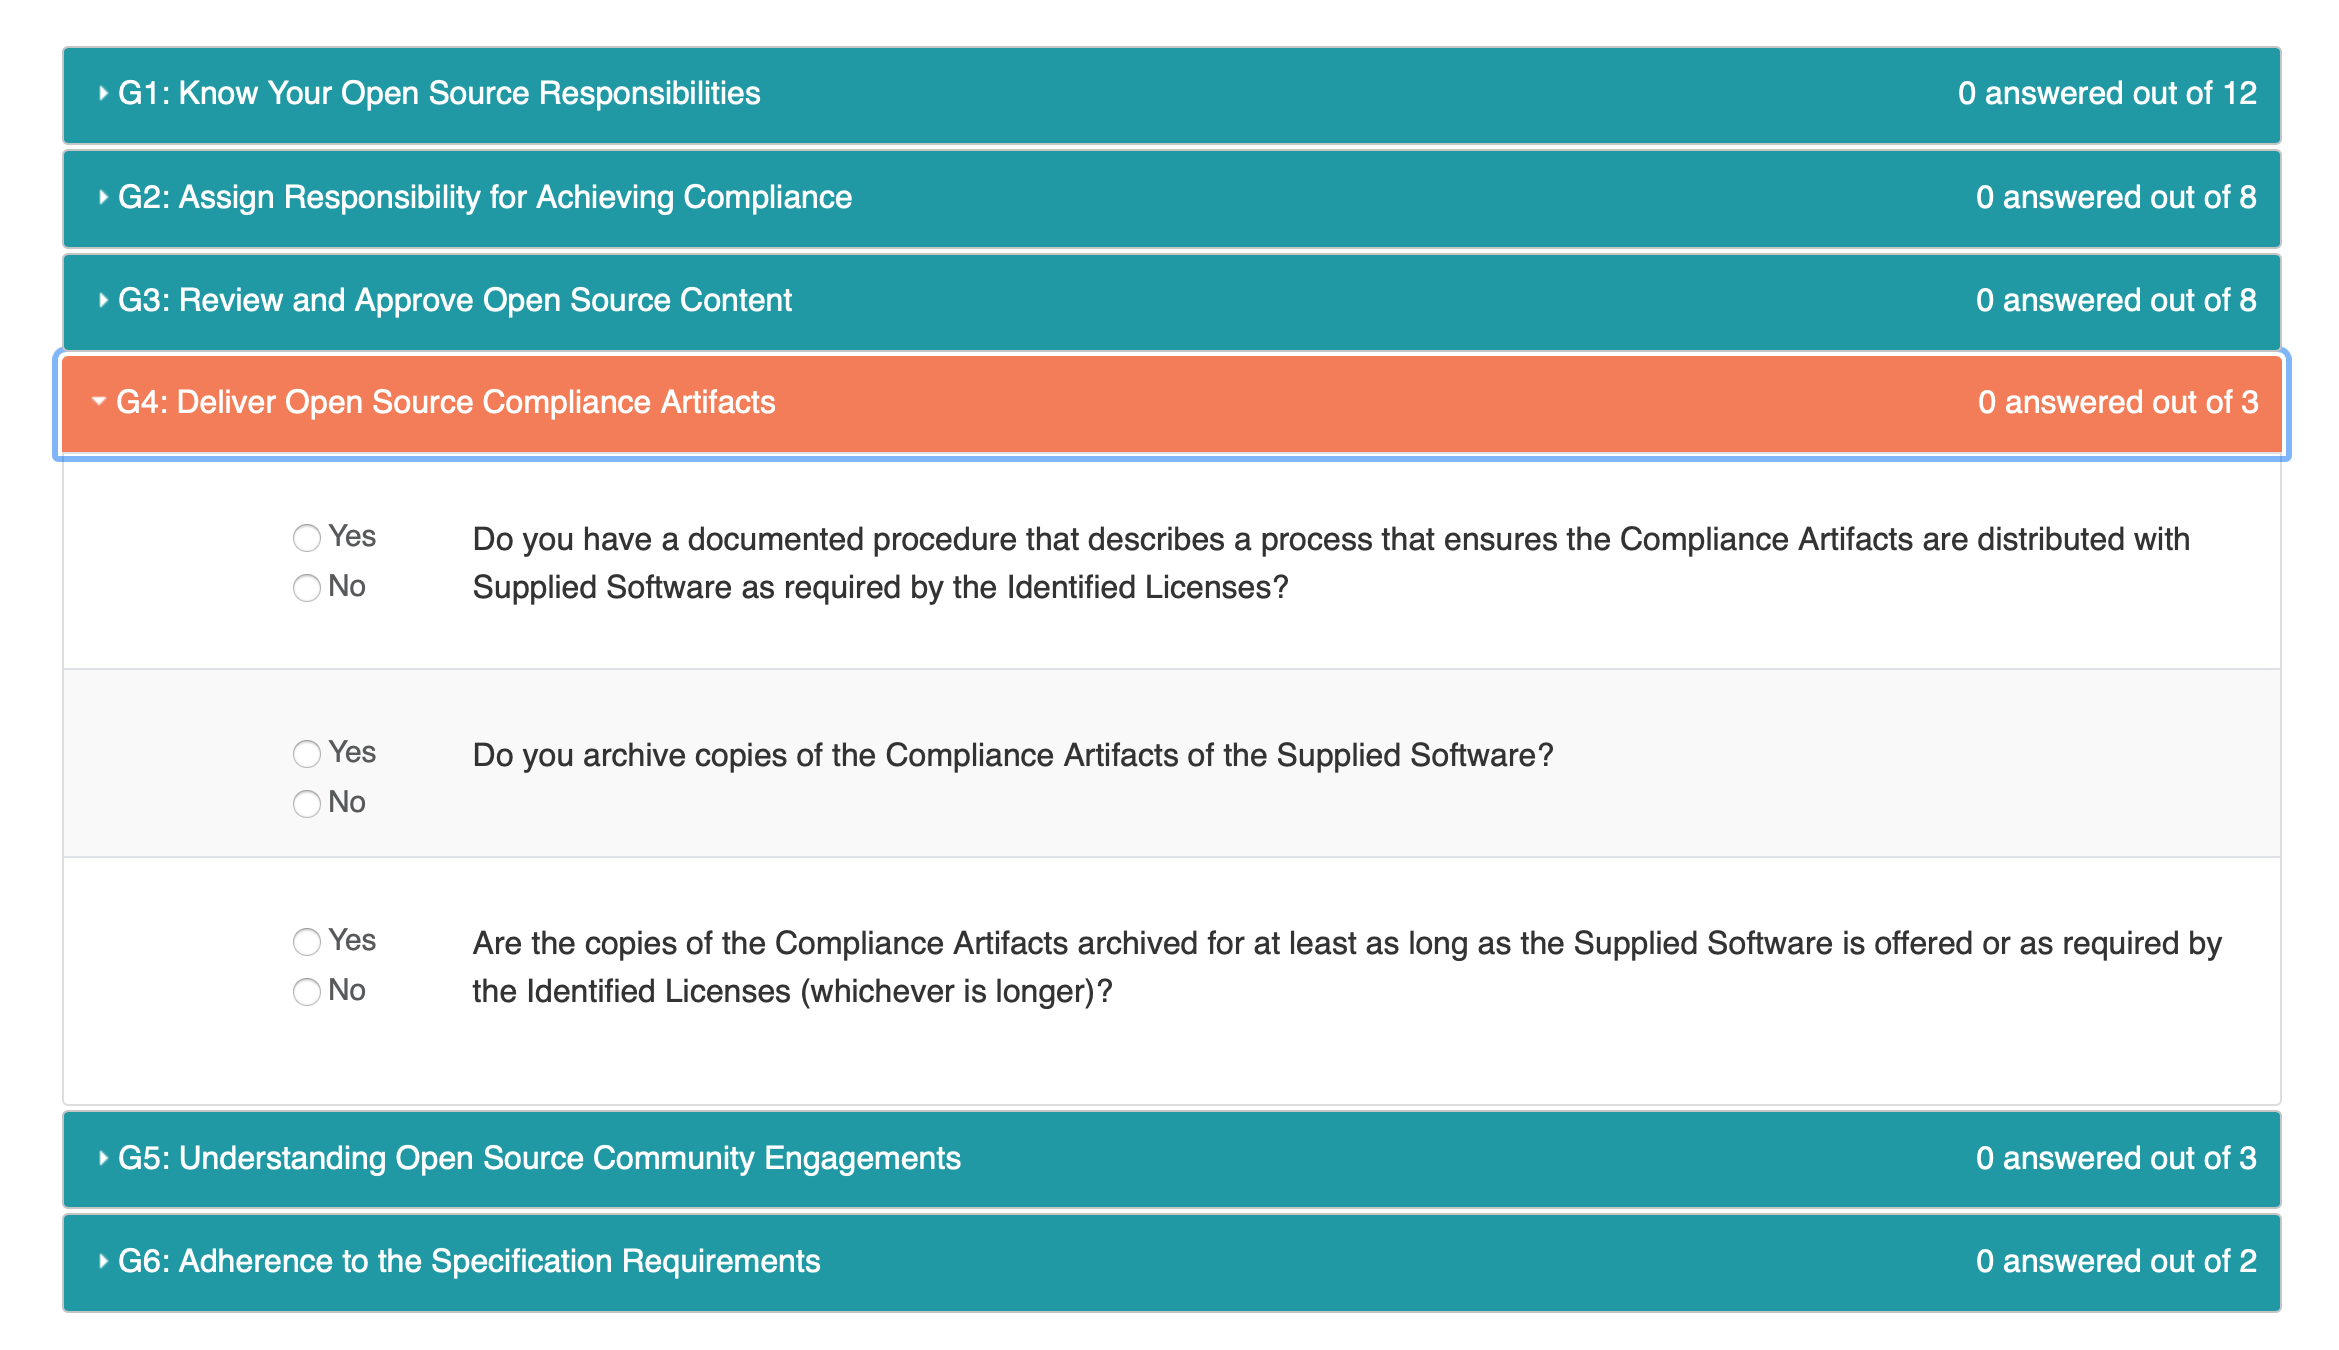 G1: Know Your Open Source Responsibilities 0 answered out of 12
G2: Assign Responsibility for Achieving Compliance 0 answered out of 8
G3: Review and Approve Open Source Content 0 answered out of 8
G4: Deliver Open Source Compliance Artifacts 0 answered out of 3
Yes
No
Do you have a documented procedure that describes a process that ensures the Compliance Artifacts are distributed with
Supplied Software as required by the Identified Licenses?
Yes
No
Do you archive copies of the Compliance Artifacts of the Supplied Software?
Yes
No
Are the copies of the Compliance Artifacts archived for at least as long as the Supplied Software is offered or as required by
the Identified Licenses (whichever is longer)?
G5: Understanding Open Source Community Engagements 0 answered out of 3
G6: Adherence to the Specification Requirements 0 answered out of 2